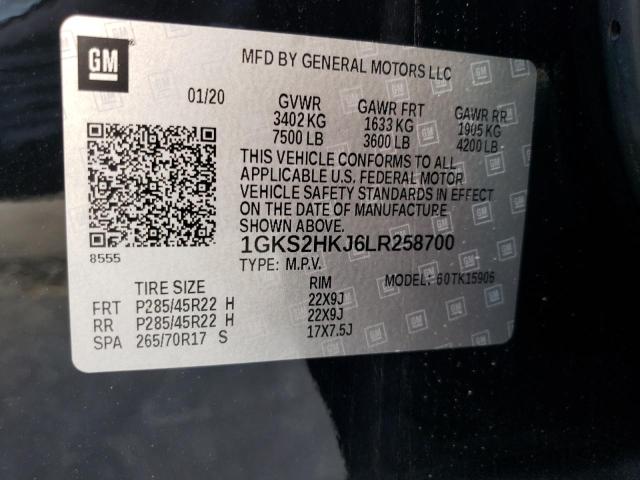 GM
MFD BY GENERAL MOTORS LLC
01/20
GVWR GAWR FRT GAWR RR
3402 KG 1633 KG 1905 KG
7500 LB 3600 LB 4200 LB
THIS VEHICLE CONFORMS TO ALL
APPLICABLE U.S. FEDERAL MOTOR
VEHICLE SAFETY STANDARDS IN EFFECT
ON THE DATE OF MANUFACTURE
SHOWN ABOVE.
1GKS2HKJ6LR258700
8555
TYPE: M.P.V. MODEL: 60TK15906
TIRE SIZE RIM
FRT P285/45R22 H 22X9J
RR P285/45R22 H 22X9J
SPA 265/70R17 S 17X7.5J